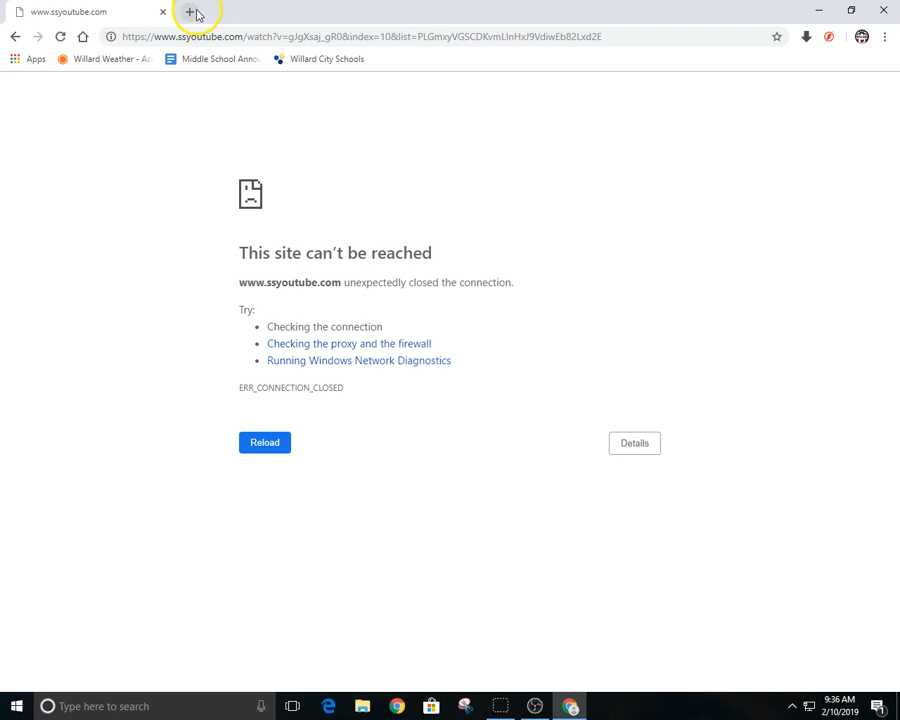 www.ssyoutube.com
https://www.ssyoutube.com/watch?v=gJgXsaj_gR0&index=10&list=PLGmxyVGSCDKvmLInHxJ9VdiwEb82Lxd2E
Apps Willard Weather - Ac Middle School Annou Willard City Schools
This site can't be reached
www.ssyoutube.com unexpectedly closed the connection.
Try:
• Checking the connection
• Checking the proxy and the firewall
• Running Windows Network Diagnostics
ERR_CONNECTION_CLOSED
Reload Details
Type here to search
9:36 AM
2/10/2019
1